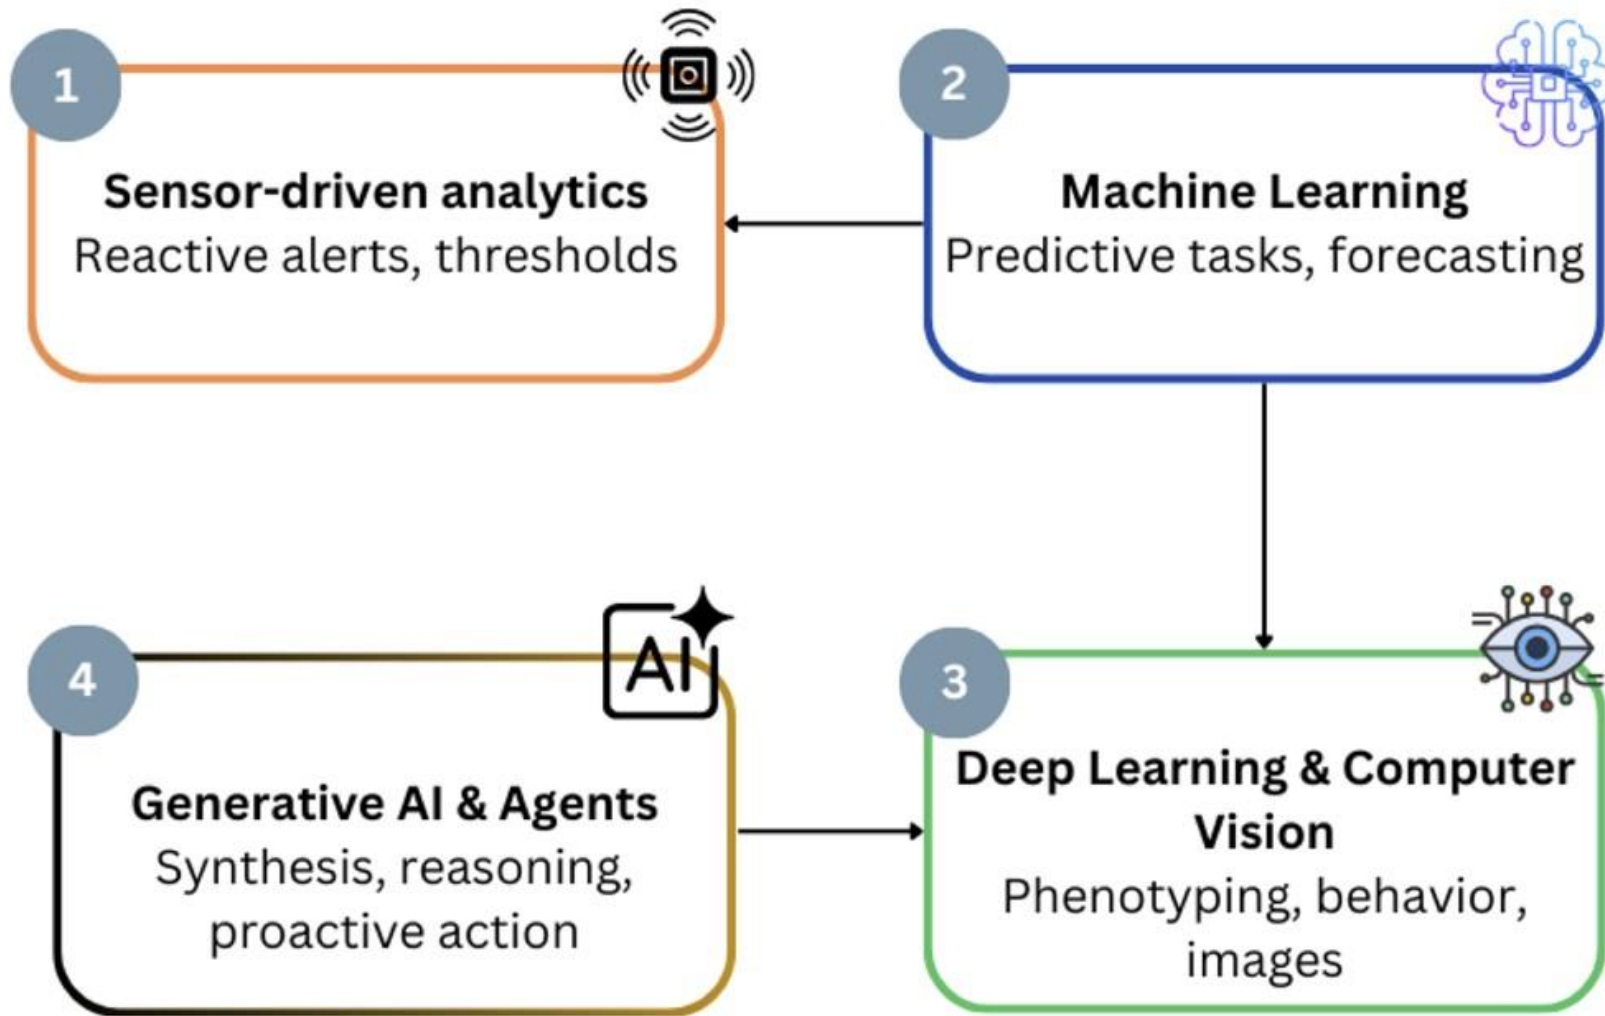 1
Sensor-driven analytics
Reactive alerts, thresholds
2
Machine Learning
Predictive tasks, forecasting
4
AI
Generative AI & Agents
Synthesis, reasoning,
proactive action
3
Deep Learning & Computer
Vision
Phenotyping, behavior,
images